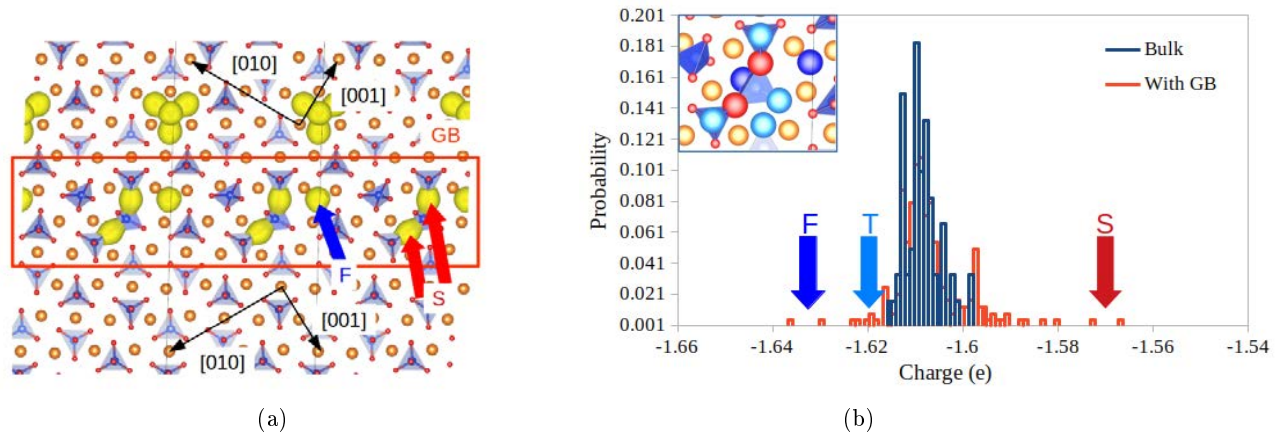 [010]
[001]
GB
F
S
[001]
[010]
(a)
0.201
0.181
0.161
0.141
0.121
0.101
0.081
0.061
0.041
0.021
0.001
Probability
Bulk
With GB
F
T
S
-1.66
-1.64
-1.62
-1.6
-1.58
-1.56
-1.54
Charge (e)
(b)